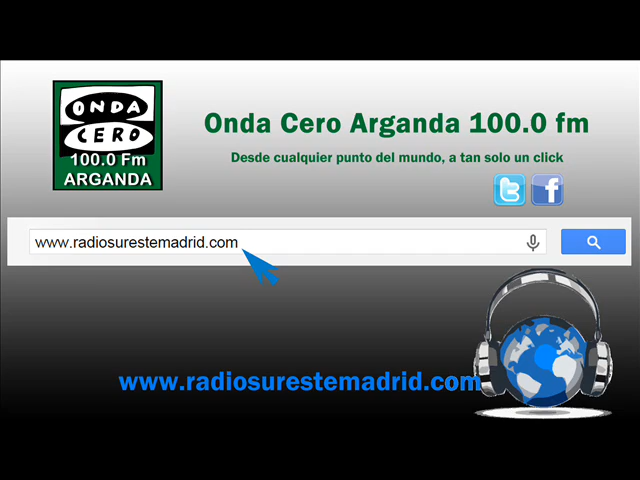 ONDA
CERO
100.0 Fm
ARGANDA
Onda Cero Arganda 100.0 fm
Desde cualquier punto del mundo, a tan solo un click
www.radiosurestemadrid.com
www.radiosurestemadrid.com